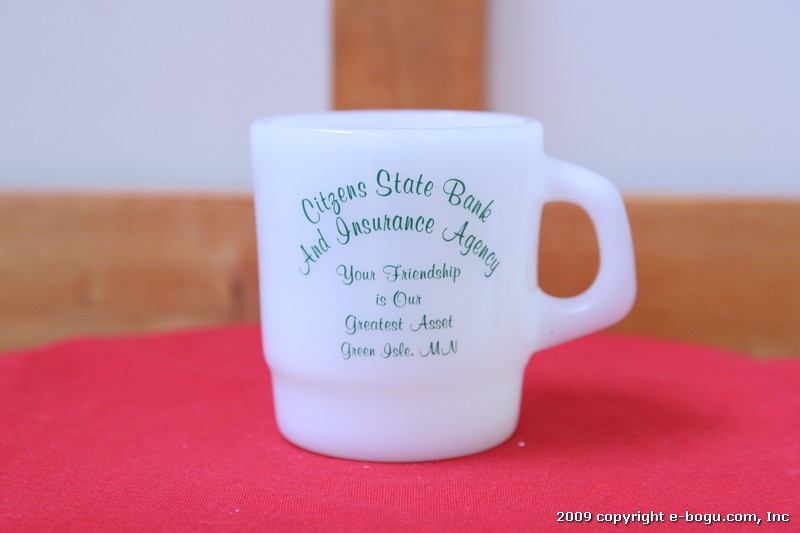 Citzens State Bank
And Insurance Agency
Your Friendship
is Our
Greatest Asset
Green Isle. MN
2009 copyright e-bogu.com, Inc